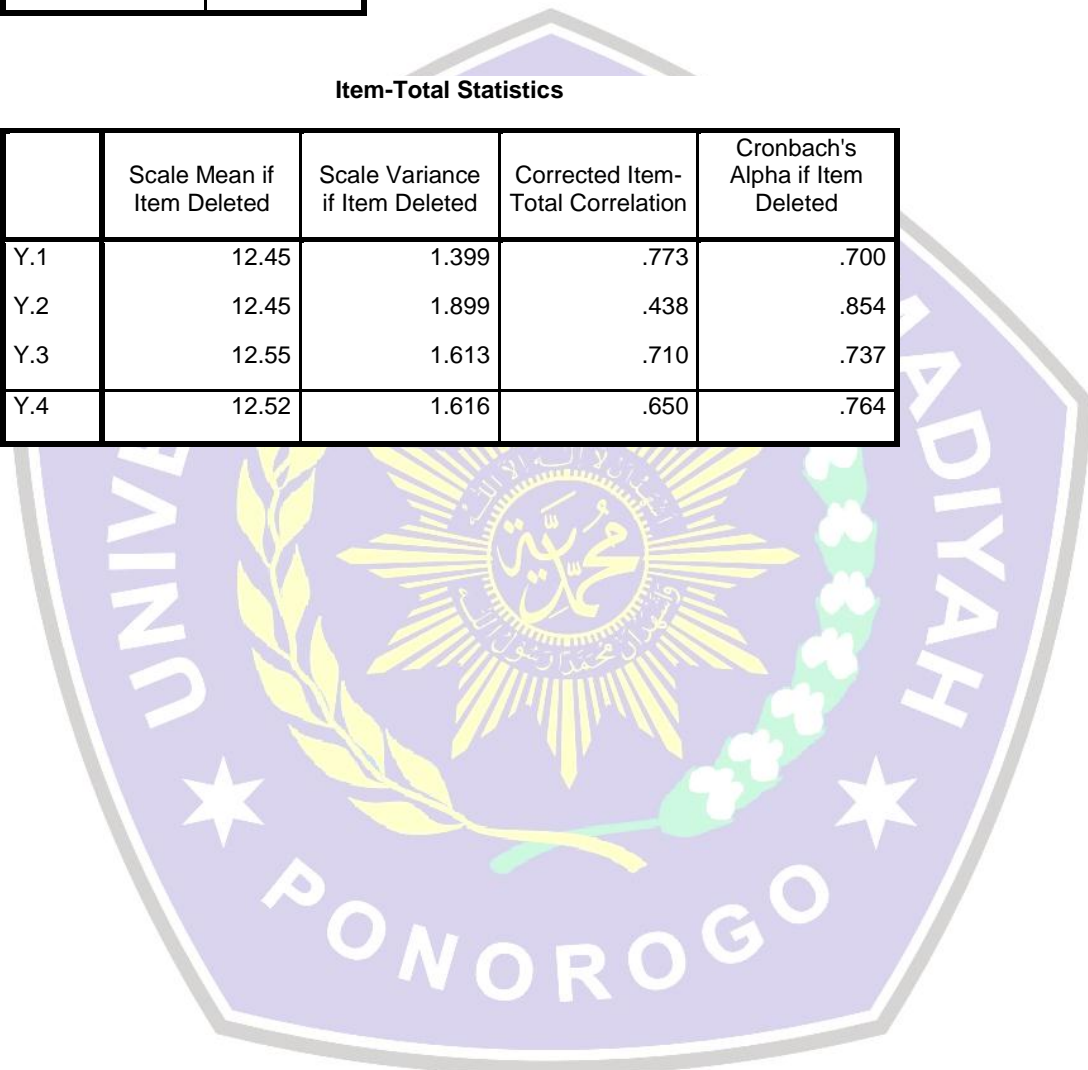 Item-Total Statistics
Scale Mean if Item Deleted
Scale Variance if Item Deleted
Corrected Item-Total Correlation
Cronbach's Alpha if Item Deleted
Y.1 12.45 1.399 .773 .700
Y.2 12.45 1.899 .438 .854
Y.3 12.55 1.613 .710 .737
Y.4 12.52 1.616 .650 .764
محمدية
PONOROGO